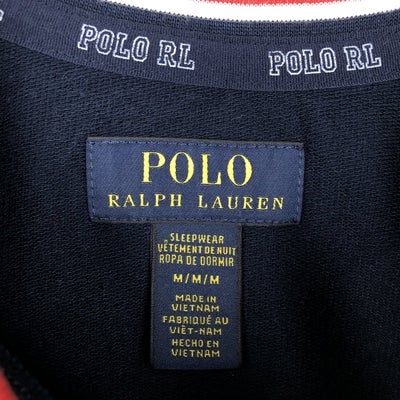 POLO RL
POLO RL
POLO
RALPH LAUREN
SLEEPWEAR
VÊTEMENT DE NUIT
ROPA DE DORMIR
M/M/M
MADE IN
VIETNAM
FABRIQUÉ AU
VIÊT-NAM
HECHO EN
VIETNAM